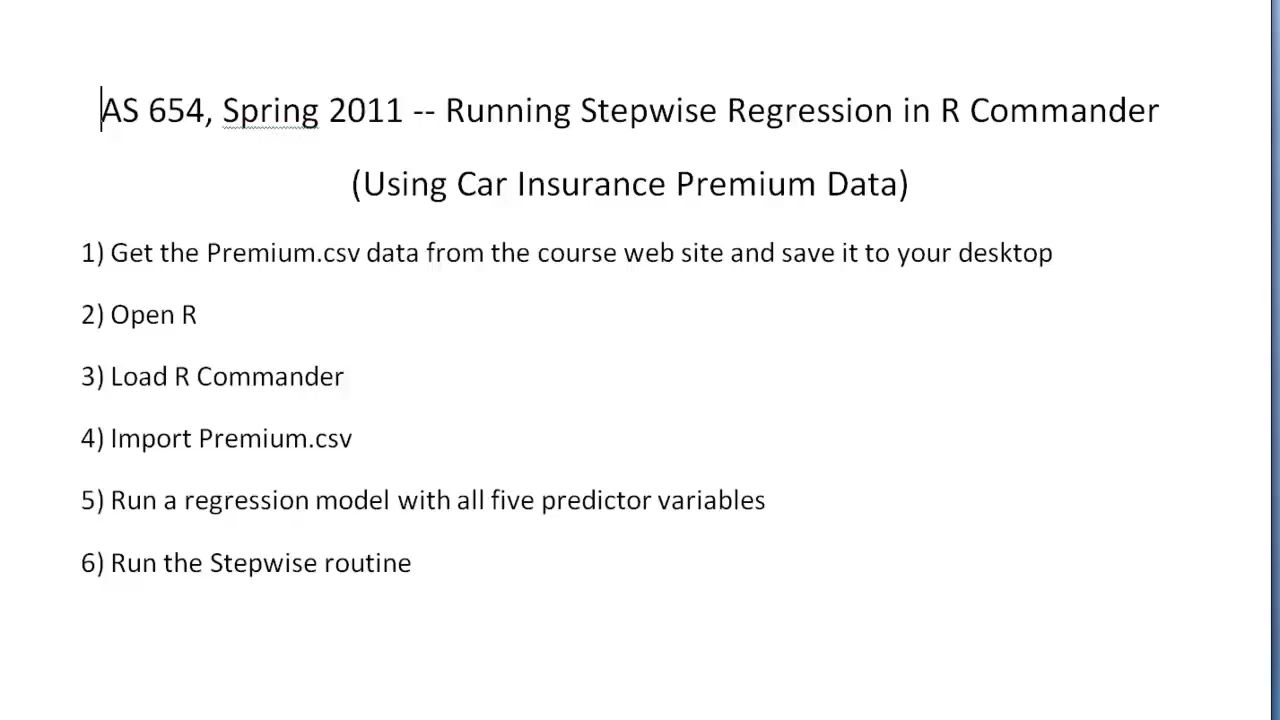 AS 654, Spring 2011 -- Running Stepwise Regression in R Commander
(Using Car Insurance Premium Data)
1) Get the Premium.csv data from the course web site and save it to your desktop
2) Open R
3) Load R Commander
4) Import Premium.csv
5) Run a regression model with all five predictor variables
6) Run the Stepwise routine